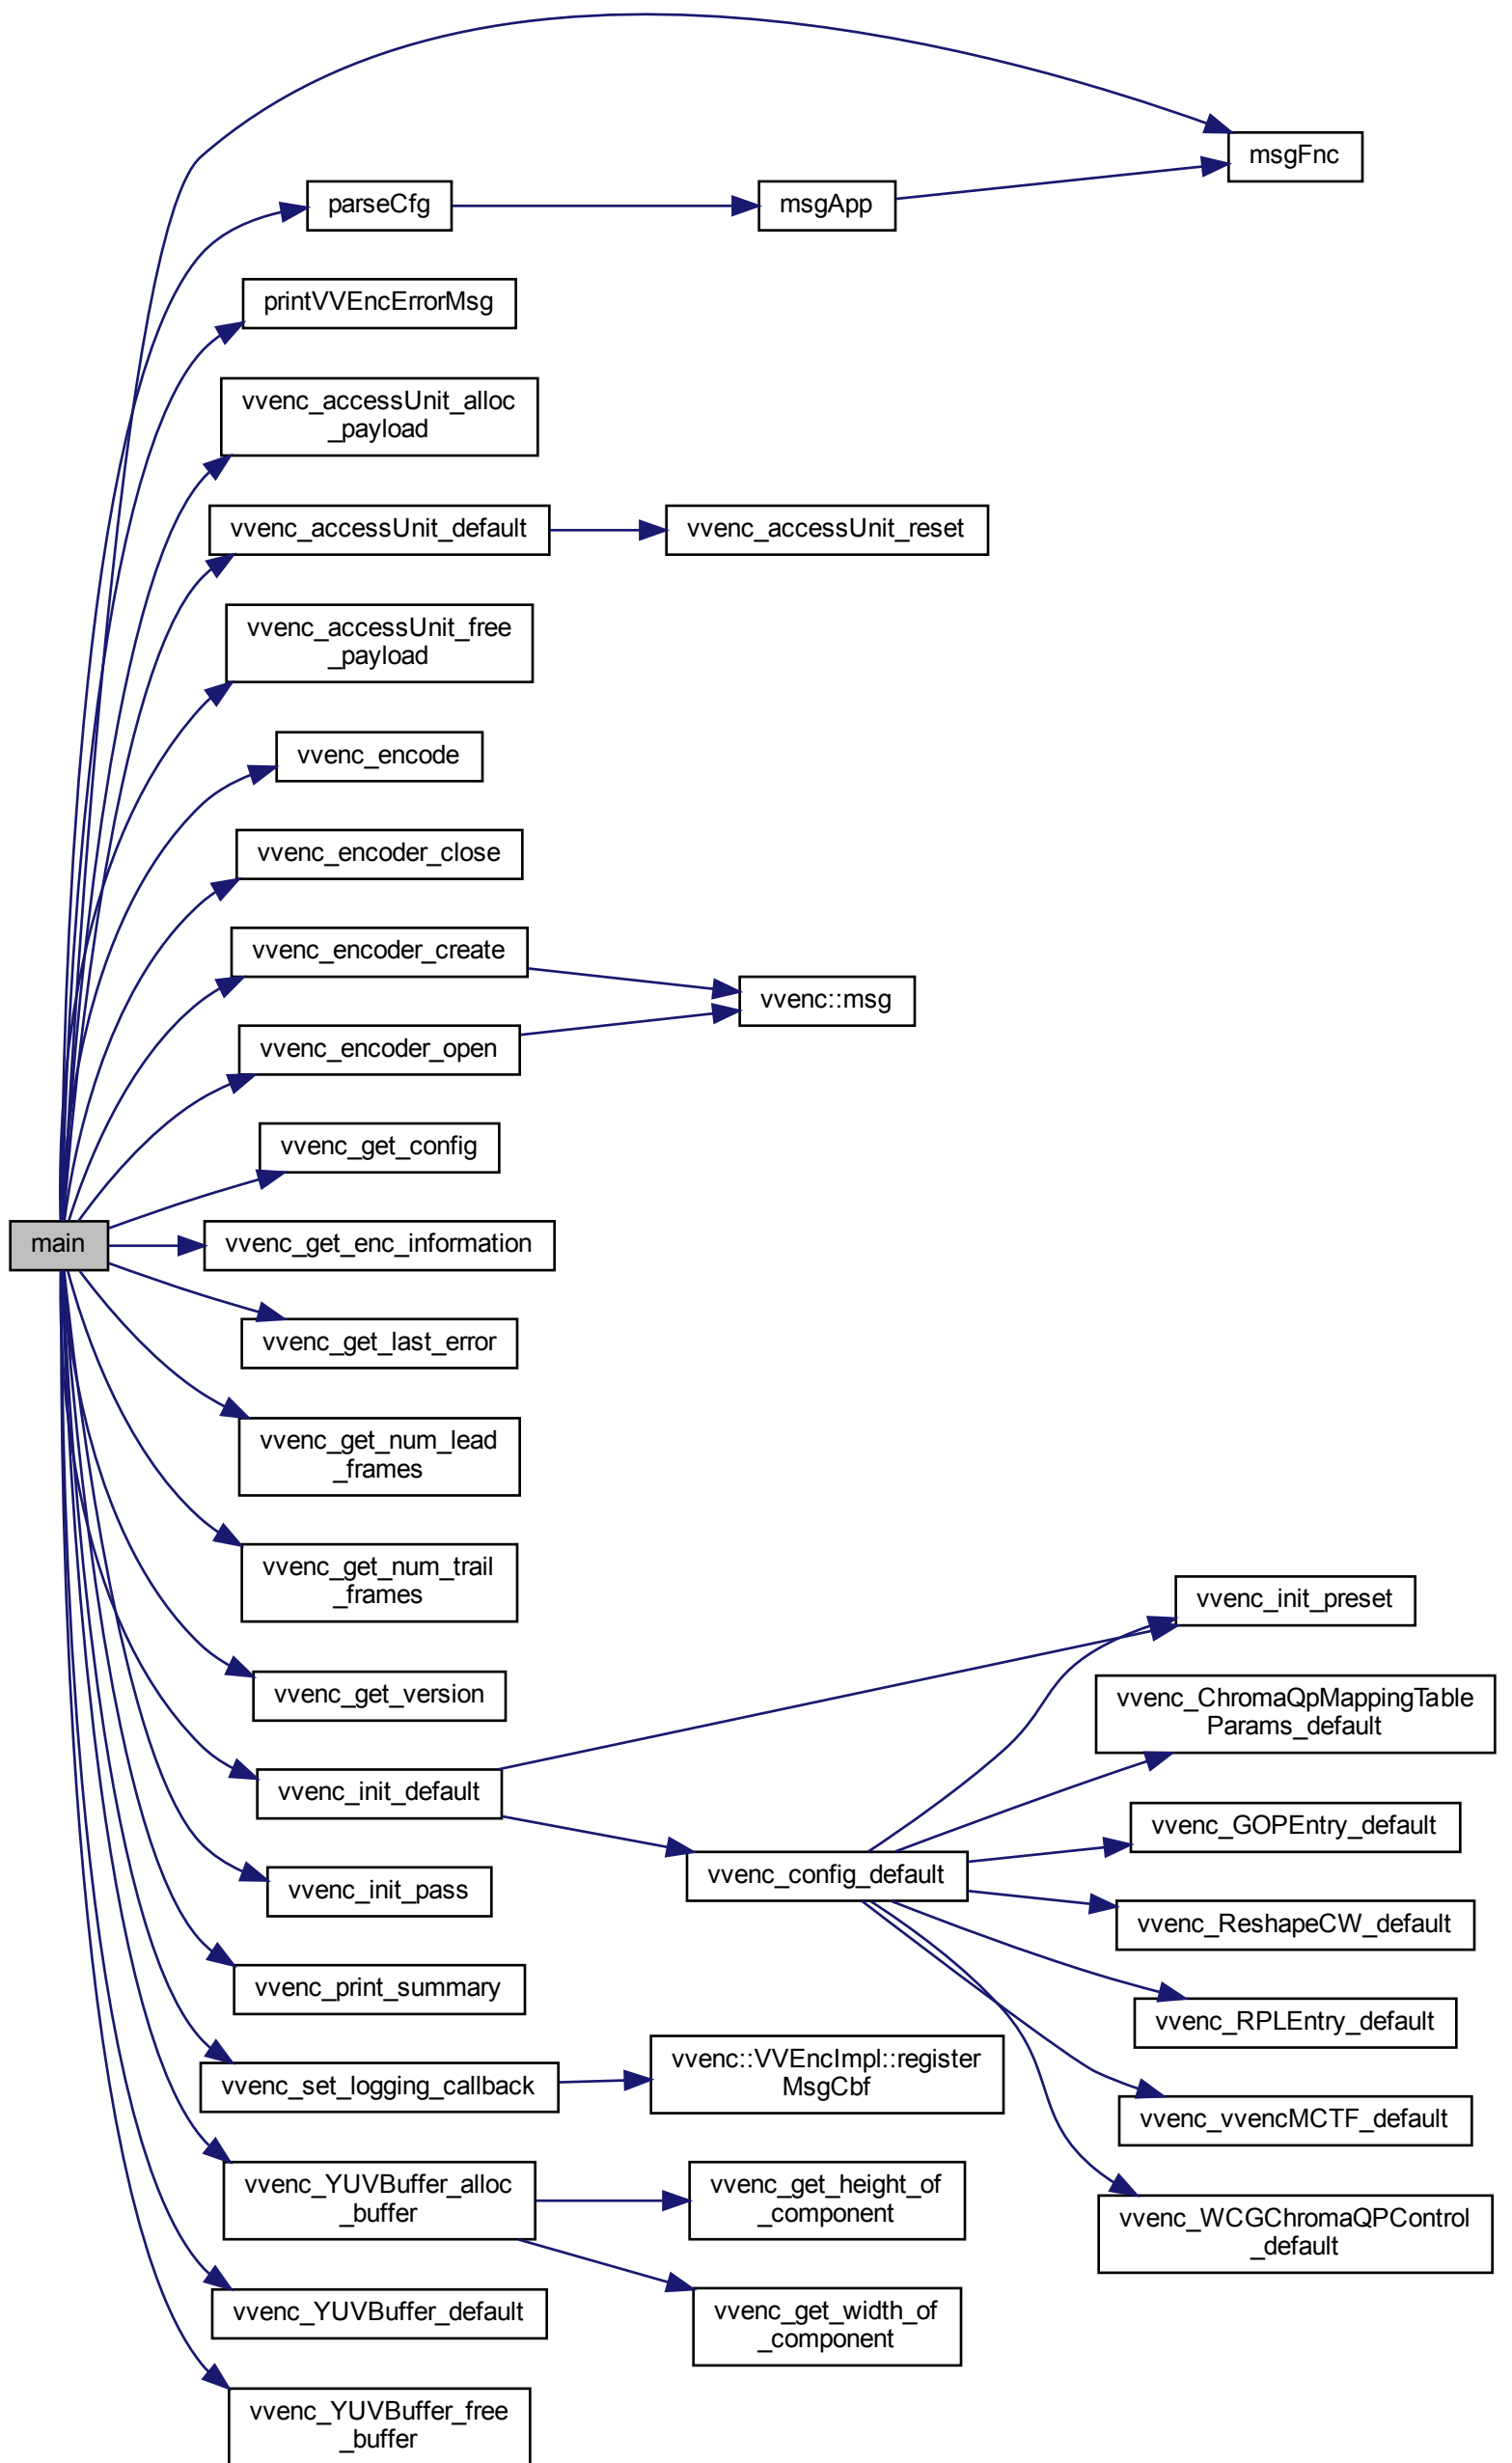 msgFnc
parseCfg
msgApp
printVVEncErrorMsg
vvenc_accessUnit_alloc
_payload
vvenc_accessUnit_default
vvenc_accessUnit_reset
vvenc_accessUnit_free
_payload
vvenc_encode
vvenc_encoder_close
vvenc_encoder_create
vvenc::msg
vvenc_encoder_open
vvenc_get_config
main
vvenc_get_enc_information
vvenc_get_last_error
vvenc_get_num_lead
_frames
vvenc_get_num_trail
_frames
vvenc_init_preset
vvenc_get_version
vvenc_ChromaQpMappingTable
Params_default
vvenc_init_default
vvenc_GOPEntry_default
vvenc_config_default
vvenc_init_pass
vvenc_ReshapeCW_default
vvenc_print_summary
vvenc_RPLEntry_default
vvenc_set_logging_callback
vvenc::VVEncImpl::register
MsgCbf
vvenc_vvencMCTF_default
vvenc_YUVBuffer_alloc
_buffer
vvenc_get_height_of
_component
vvenc_WCGChromaQPControl
_default
vvenc_YUVBuffer_default
vvenc_get_width_of
_component
vvenc_YUVBuffer_free
_buffer